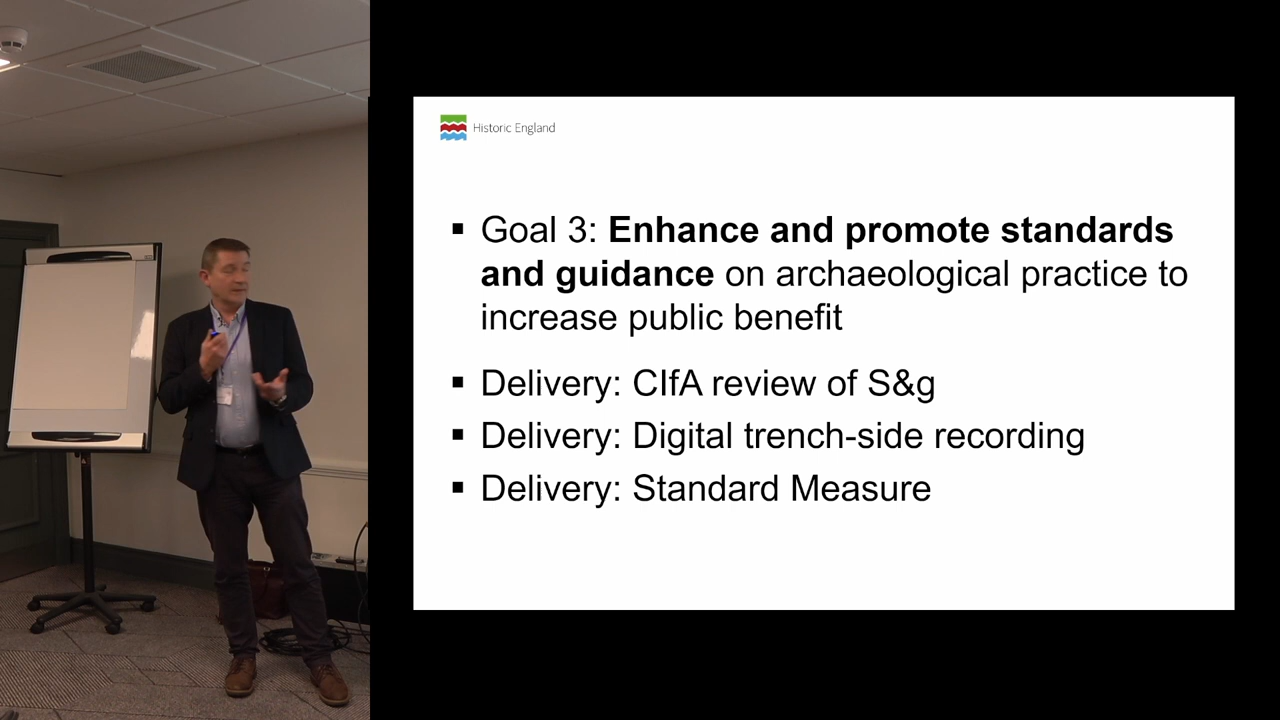 Historic England
▪ Goal 3: Enhance and promote standards
and guidance on archaeological practice to
increase public benefit
▪ Delivery: CIfA review of S&g
▪ Delivery: Digital trench-side recording
▪ Delivery: Standard Measure